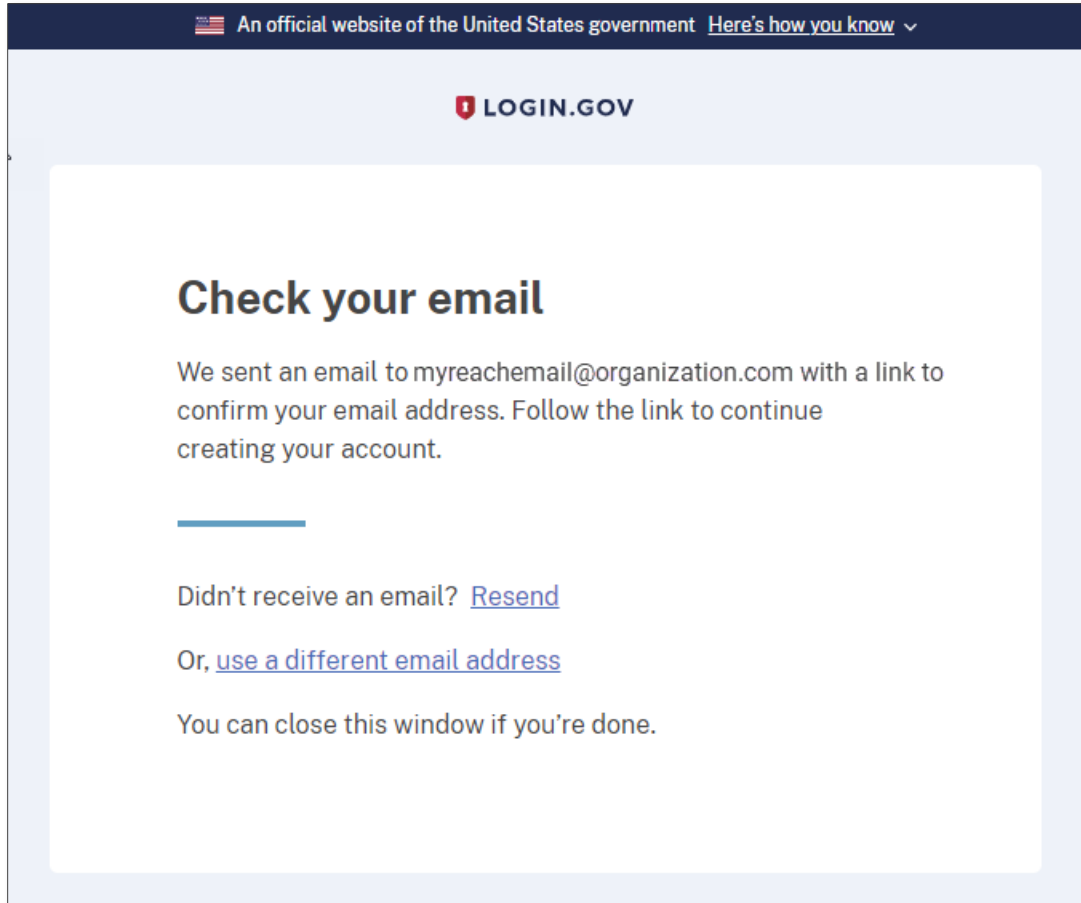 An official website of the United States government Here’s how you know
LOGIN.GOV
Check your email
We sent an email to myreachemail@organization.com with a link to
confirm your email address. Follow the link to continue
creating your account.
Didn’t receive an email? Resend
Or, use a different email address
You can close this window if you’re done.